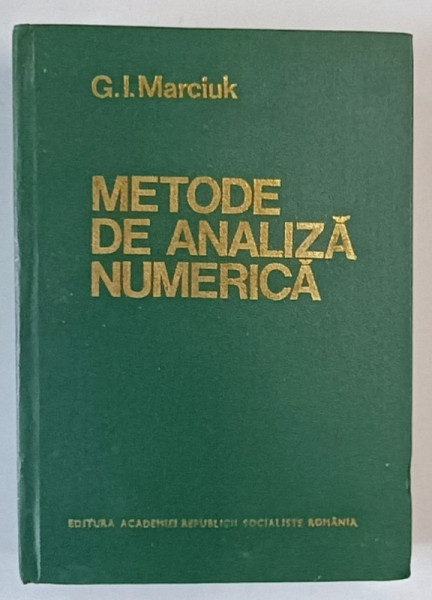 G.I.Marciuk
METODE
DE ANALIZĂ
NUMERICĂ
EDITURA ACADEMIEI REPUBLICII SOCIALISTE ROMÂNIA